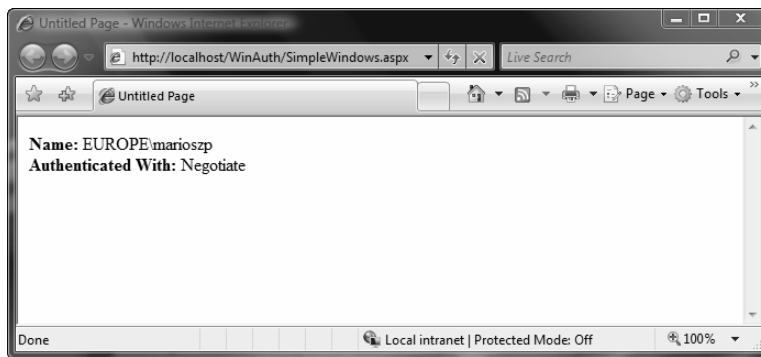 Untitled Page - Windows Internet Explorer
http://localhost/WinAuth/SimpleWindows.aspx
Live Search
Untitled Page
Page
Tools
Name: EUROPE\marioszp
Authenticated With: Negotiate
Done
Local intranet | Protected Mode: Off
100%